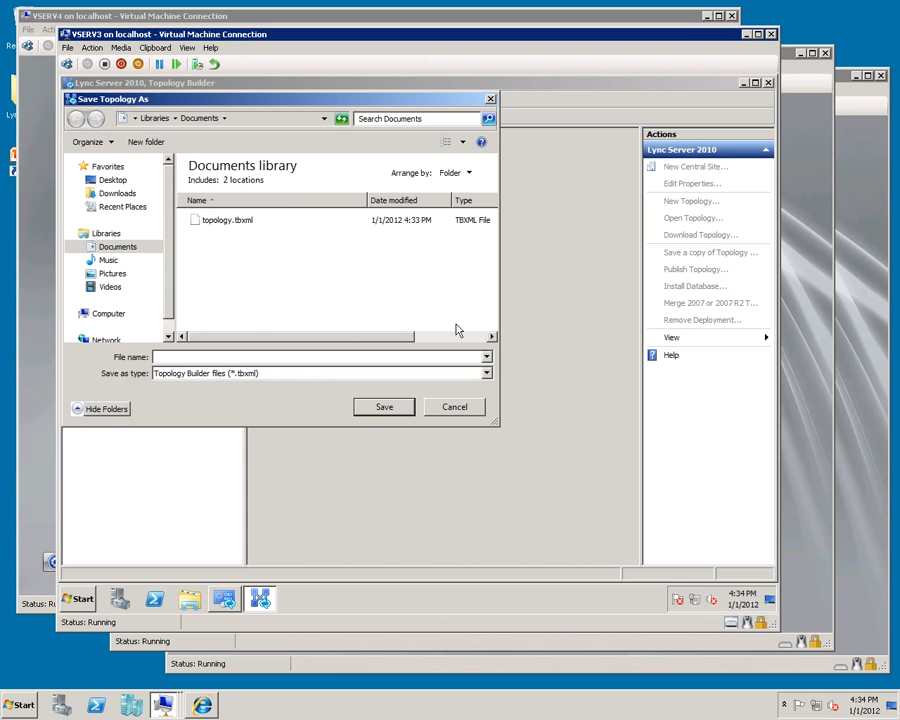 VSERV4 on localhost - Virtual Machine Connection
File
VSERV3 on localhost - Virtual Machine Connection
File Action Media Clipboard View Help
Lync Server 2010, Topology Builder
Save Topology As
Libraries Documents
Search Documents
Organize New folder
Favorites
Desktop
Downloads
Recent Places
Libraries
Documents
Music
Pictures
Videos
Computer
Network
Documents library
Includes: 2 locations
Arrange by: Folder
Name Date modified Type
topology.tbxml 1/1/2012 4:33 PM TBXML File
File name:
Save as type: Topology Builder files (*.tbxml)
Hide Folders
Save Cancel
Actions
Lync Server 2010
New Central Site...
Edit Properties...
New Topology...
Open Topology...
Download Topology...
Save a copy of Topology ...
Publish Topology...
Install Database...
Merge 2007 or 2007 R2 T...
Remove Deployment...
View
Help
Start
4:34 PM
1/1/2012
Status: Running
Status: Running
Status: Running
Start
4:34 PM
1/1/2012